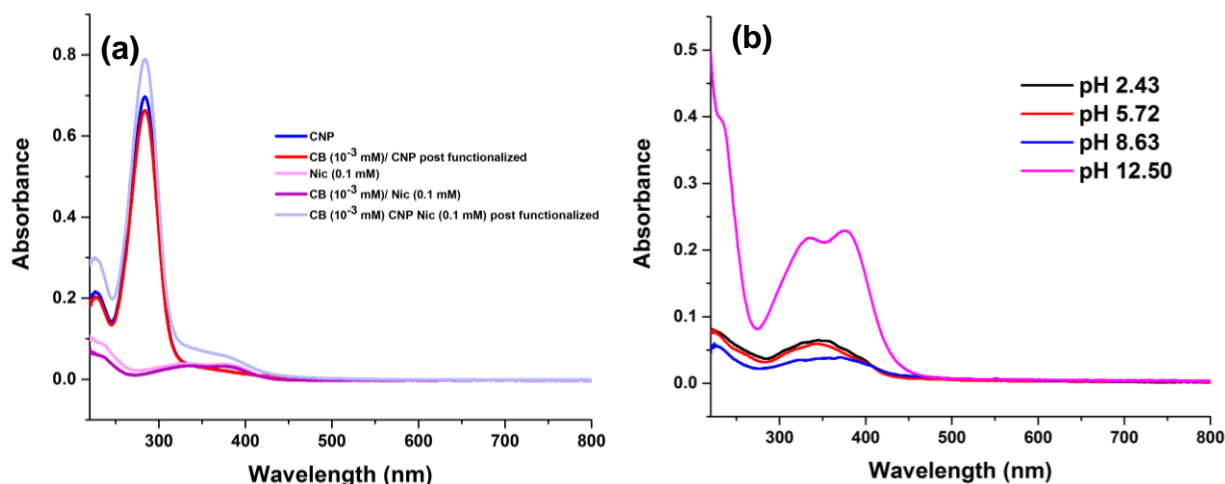 (a)
0.8
0.6
0.4
0.2
0.0
Absorbance
CNP
CB (10⁻³ mM)/ CNP post functionalized
Nic (0.1 mM)
CB (10⁻³ mM)/ Nic (0.1 mM)
CB (10⁻³ mM) CNP Nic (0.1 mM) post functionalized
300 400 500 600 700 800
Wavelength (nm)
(b)
0.5
0.4
0.3
0.2
0.1
0.0
Absorbance
pH 2.43
pH 5.72
pH 8.63
pH 12.50
300 400 500 600 700 800
Wavelength (nm)